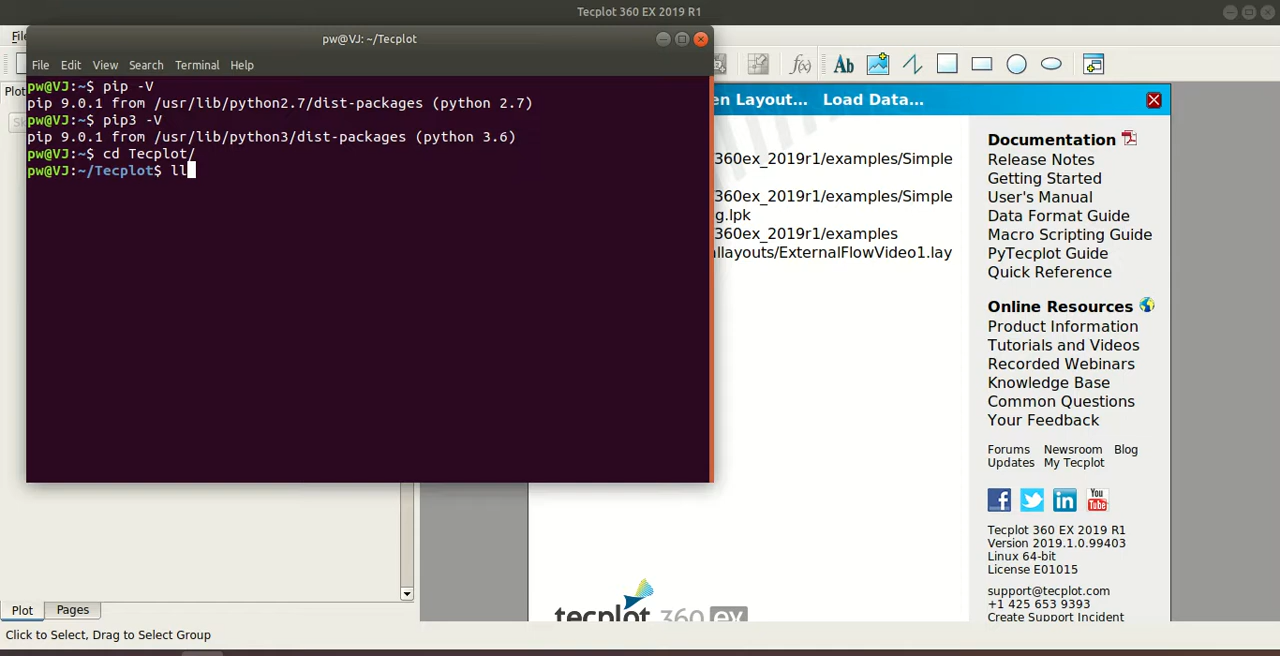 Tecplot 360 EX 2019 R1
pw@VJ: ~/Tecplot
File Edit View Search Terminal Help
pw@VJ:~$ pip -V
pip 9.0.1 from /usr/lib/python2.7/dist-packages (python 2.7)
pw@VJ:~$ pip3 -V
pip 9.0.1 from /usr/lib/python3/dist-packages (python 3.6)
pw@VJ:~$ cd Tecplot/
pw@VJ:~/Tecplot$ ll
f(x) Ab
en Layout... Load Data...
360ex_2019r1/examples/Simple
360ex_2019r1/examples/Simple
g.lpk
360ex_2019r1/examples
allayouts/ExternalFlowVideo1.lay
Documentation
Release Notes
Getting Started
User's Manual
Data Format Guide
Macro Scripting Guide
PyTecplot Guide
Quick Reference
Online Resources
Product Information
Tutorials and Videos
Recorded Webinars
Knowledge Base
Common Questions
Your Feedback
Forums Newsroom Blog
Updates My Tecplot
You Tube
Tecplot 360 EX 2019 R1
Version 2019.1.0.99403
Linux 64-bit
License E01015
support@tecplot.com
+1 425 653 9393
Create Support Incident
tecplot 360 ex
Plot Pages
Click to Select, Drag to Select Group